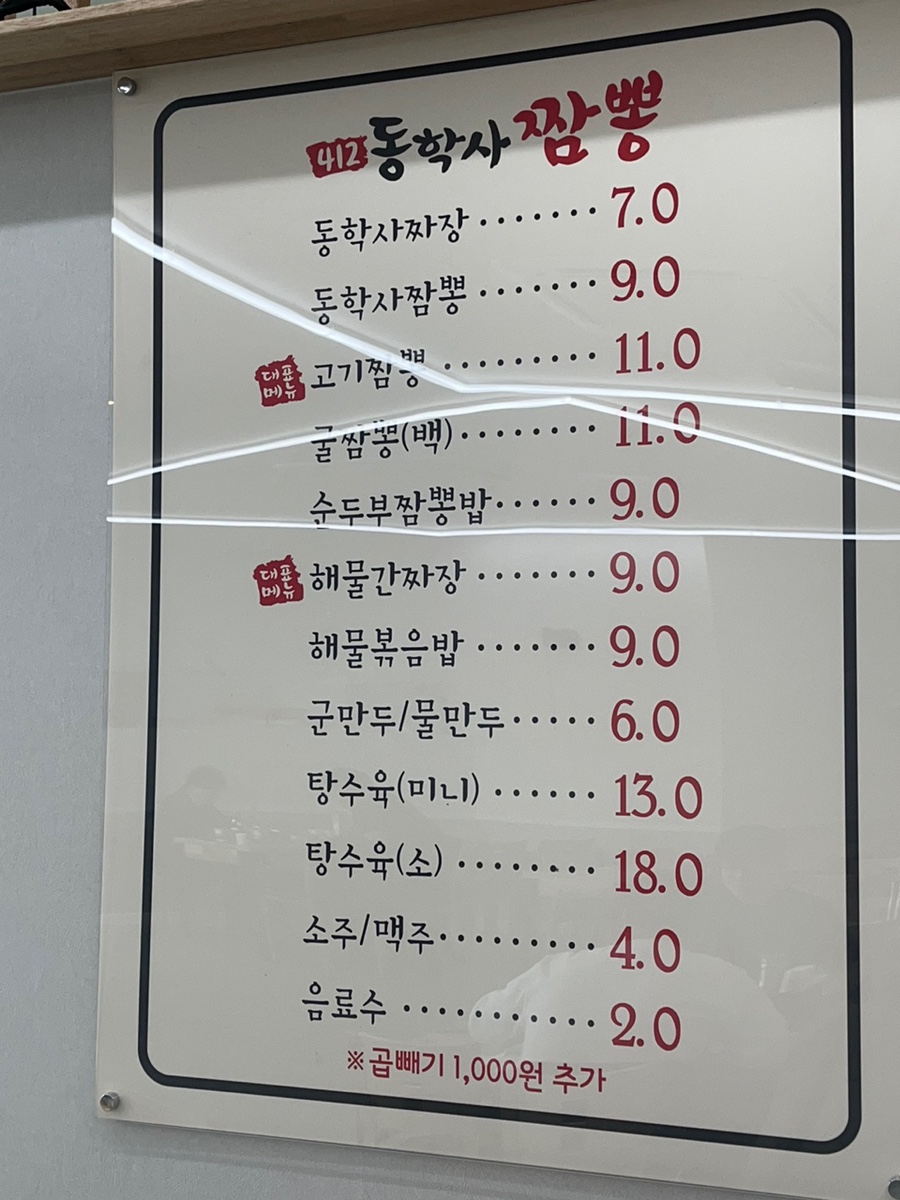 412 동학사 짬뽕
동학사짜장 ······· 7.0
동학사짬뽕 ······· 9.0
대표메뉴 고기짬뽕 ········· 11.0
굴짬뽕(백) ········ 11.0
순두부짬뽕밥 ······ 9.0
대표메뉴 해물간짜장 ······· 9.0
해물볶음밥 ······· 9.0
군만두/물만두 ····· 6.0
탕수육(미니) ······ 13.0
탕수육(소) ········ 18.0
소주/맥주 ········· 4.0
음료수 ··········· 2.0
※곱빼기 1,000원 추가